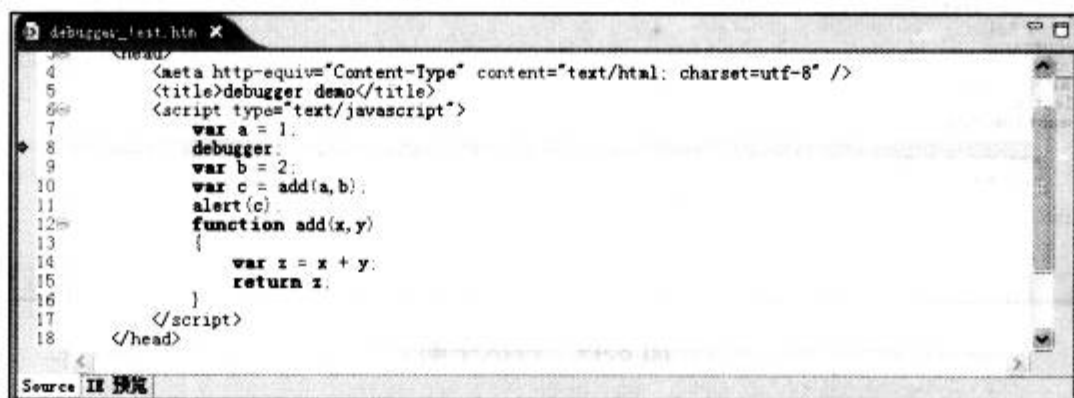 debugger_test.htm
<head>
4 <meta http-equiv="Content-Type" content="text/html; charset=utf-8" />
5 <title>debugger demo</title>
6 <script type="text/javascript">
7 var a = 1;
8 debugger;
9 var b = 2;
10 var c = add(a,b);
11 alert(c);
12 function add(x,y)
13 {
14 var z = x + y;
15 return z;
16 }
17 </script>
18 </head>
Source IE 预览